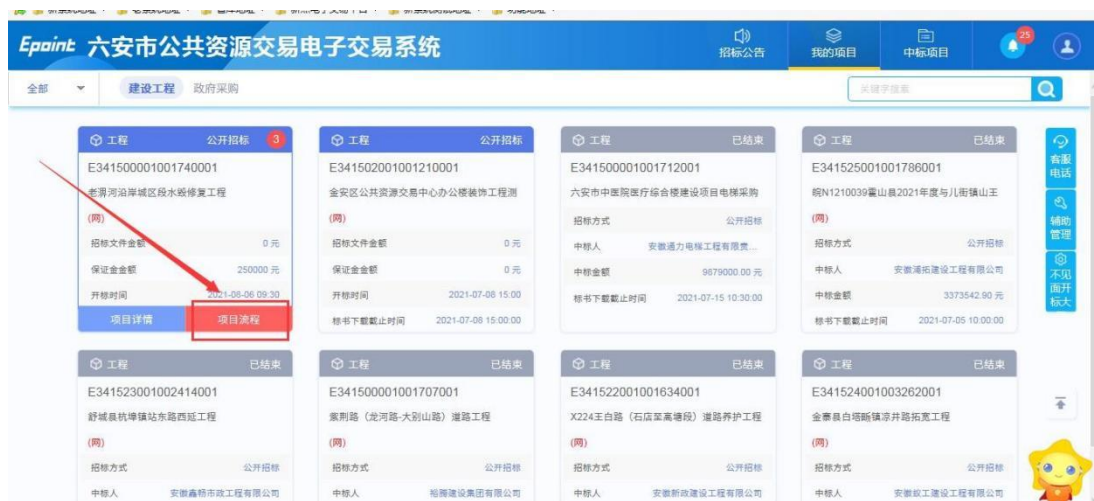 Epoint 六安市公共资源交易电子交易系统
招标公告
我的项目
中标项目
25
全部
建设工程
政府采购
关键字搜索
工程 公开招标 3
E3415000001001740001
老淠河沿岸城区段水毁修复工程
(网)
招标文件金额 0 元
保证金金额 250000 元
开标时间 2021-08-06 09:30
项目详情 项目流程
工程 公开招标
E3415020001001210001
金安区公共资源交易中心办公楼装饰工程测
(网)
招标文件金额 0 元
保证金金额 0 元
开标时间 2021-07-08 15:00
标书下载截止时间 2021-07-08 15:00:00
工程 已结束
E3415000001001712001
六安市中医院医疗综合楼建设项目电梯采购
招标方式 公开招标
中标人 安徽通力电梯工程有限责...
中标金额 9879000.00 元
标书下载截止时间 2021-07-15 10:30:00
工程 已结束
E3415250001001786001
皖N1210039霍山县2021年度与儿街镇山王
(网)
招标方式 公开招标
中标人 安徽浦拓建设工程有限公司
中标金额 3373542.90 元
标书下载截止时间 2021-07-05 10:00:00
客服
电话
辅助
管理
不见
面开
标大
工程 已结束
E3415230001002414001
舒城县杭埠镇站东路西延工程
(网)
招标方式 公开招标
中标人 安徽鑫畅市政工程有限公司
工程 已结束
E3415000001001707001
紫荆路（龙河路-大别山路）道路工程
(网)
招标方式 公开招标
中标人 裕腾建设集团有限公司
工程 已结束
E3415220001001634001
X224王白路（石店至高塘段）道路养护工程
(网)
招标方式 公开招标
中标人 安徽新政建设工程有限公司
工程 已结束
E3415240001003262001
金寨县白塔畈镇凉井路拓宽工程
(网)
招标方式 公开招标
中标人 安徽政工建设工程有限公司